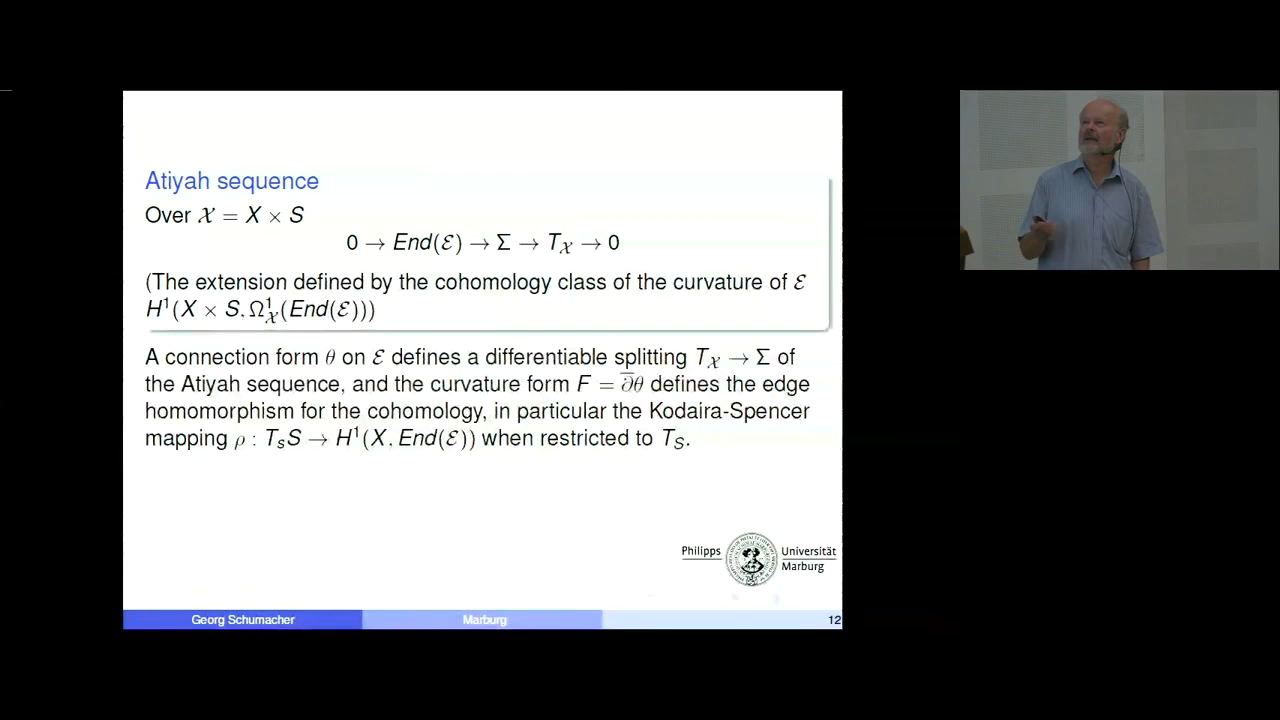 Atiyah sequence
Over 𝒳 = X × S
0 → End(ℰ) → Σ → T_𝒳 → 0
(The extension defined by the cohomology class of the curvature of ℰ
H¹(X × S, Ω¹_𝒳(End(ℰ)))
A connection form θ on ℰ defines a differentiable splitting T_𝒳 → Σ of
the Atiyah sequence, and the curvature form F = ∂̄θ defines the edge
homomorphism for the cohomology, in particular the Kodaira-Spencer
mapping ρ : T_sS → H¹(X, End(ℰ)) when restricted to T_S.
Philipps Universität
Marburg
Georg Schumacher Marburg 12